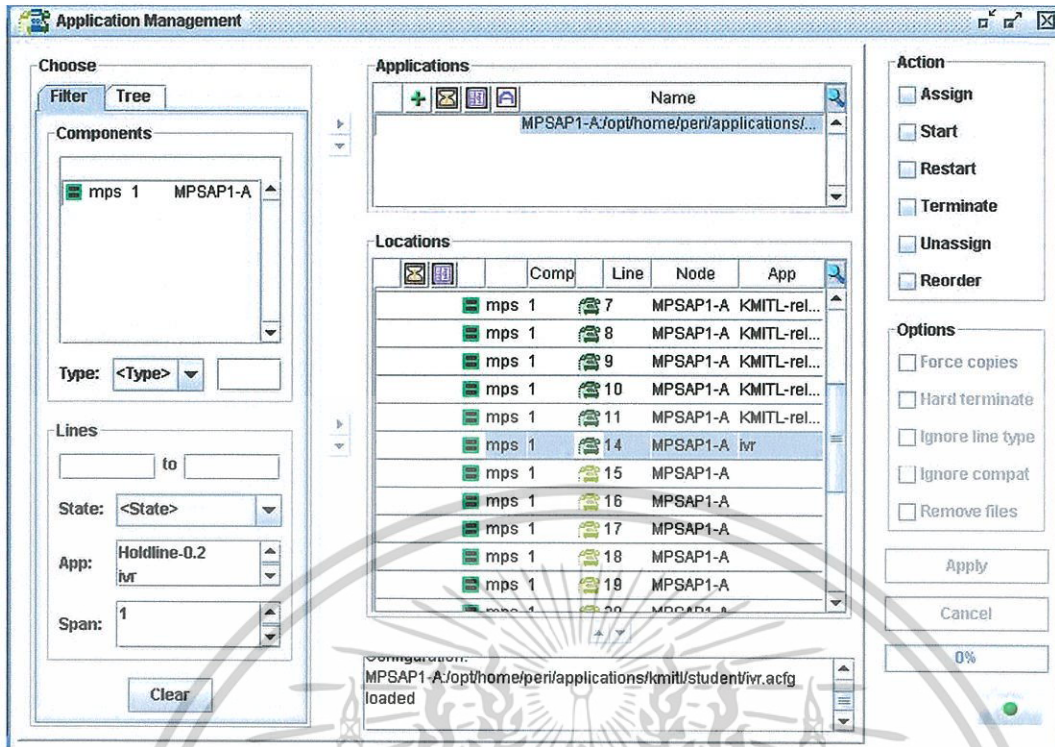 Application Management
Choose
Filter Tree
Components
mps 1 MPSAP1-A
Type: <Type>
Lines
to
State: <State>
App: Holdline-0.2
ivr
Span: 1
Clear
Applications
Name
MPSAP1-A:/opt/home/peri/applications/...
Locations
Comp Line Node App
mps 1 7 MPSAP1-A KMITL-rel...
mps 1 8 MPSAP1-A KMITL-rel...
mps 1 9 MPSAP1-A KMITL-rel...
mps 1 10 MPSAP1-A KMITL-rel...
mps 1 11 MPSAP1-A KMITL-rel...
mps 1 14 MPSAP1-A ivr
mps 1 15 MPSAP1-A
mps 1 16 MPSAP1-A
mps 1 17 MPSAP1-A
mps 1 18 MPSAP1-A
mps 1 19 MPSAP1-A
mps 1 20 MPSAP1-A
Configuration:
MPSAP1-A:/opt/home/peri/applications/kmitl/student/ivr.acfg
loaded
Action
Assign
Start
Restart
Terminate
Unassign
Reorder
Options
Force copies
Hard terminate
Ignore line type
Ignore compat
Remove files
Apply
Cancel
0%